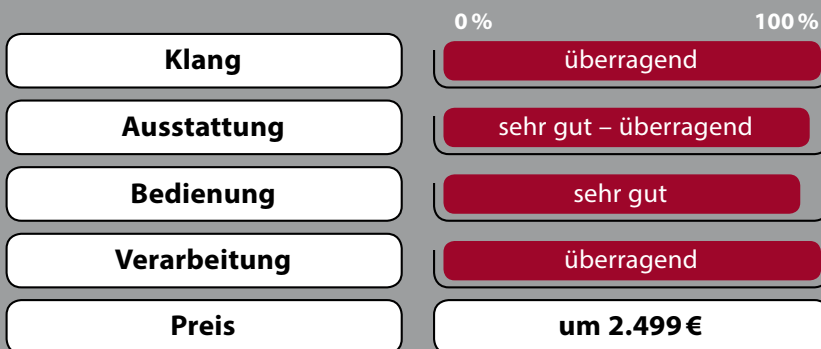 0 % 100 %
Klang überragend
Ausstattung sehr gut – überragend
Bedienung sehr gut
Verarbeitung überragend
Preis um 2.499 €